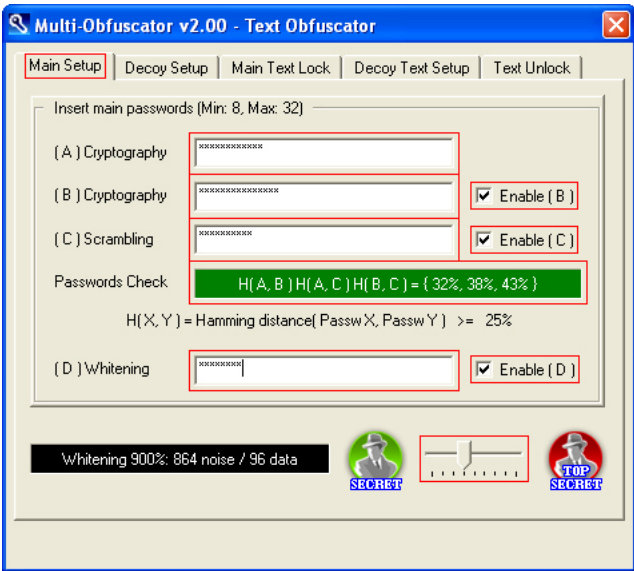 Multi-Obfuscator v2.00 - Text Obfuscator
Main Setup Decoy Setup Main Text Lock Decoy Text Setup Text Unlock
Insert main passwords (Min: 8, Max: 32)
( A ) Cryptography ************
( B ) Cryptography *************** Enable ( B )
( C ) Scrambling ********** Enable ( C )
Passwords Check H( A, B ) H( A, C ) H( B, C ) = { 32%, 38%, 43% }
H( X, Y ) = Hamming distance( Passw X, Passw Y ) >= 25%
( D ) Whitening ******** Enable ( D )
Whitening 900%: 864 noise / 96 data
SECRET
TOP
SECRET